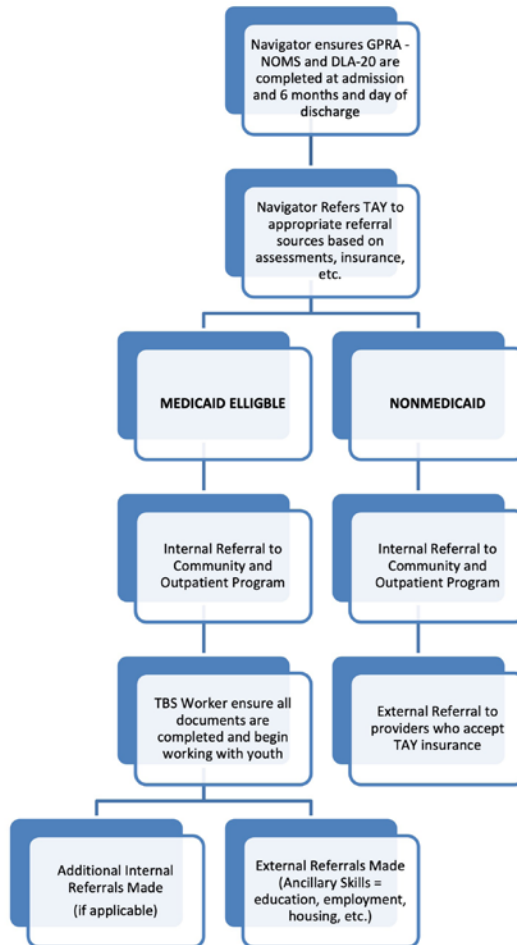 Navigator ensures GPRA -
NOMS and DLA-20 are
completed at admission
and 6 months and day of
discharge
Navigator Refers TAY to
appropriate referral
sources based on
assessments, insurance,
etc.
MEDICAID ELLIGBLE
NONMEDICAID
Internal Referral to
Community and
Outpatient Program
Internal Referral to
Community and
Outpatient Program
TBS Worker ensure all
documents are
completed and begin
working with youth
External Referral to
providers who accept
TAY insurance
Additional Internal
Referrals Made
(if applicable)
External Referrals Made
(Ancillary Skills =
education, employment,
housing, etc.)